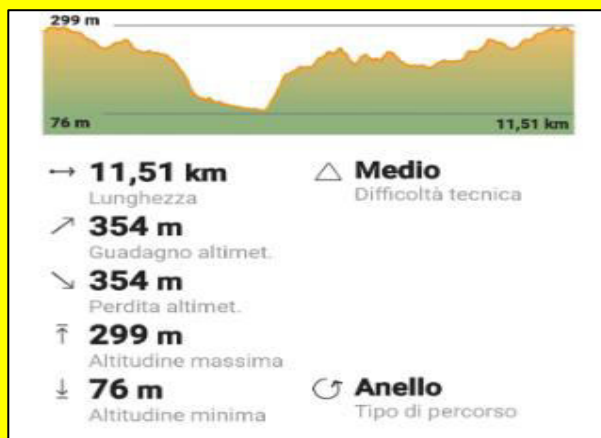 299 m
76 m
11,51 km
11,51 km
Lunghezza
Medio
Difficoltà tecnica
354 m
Guadagno altimet.
354 m
Perdita altimet.
299 m
Altitudine massima
76 m
Altitudine minima
Anello
Tipo di percorso